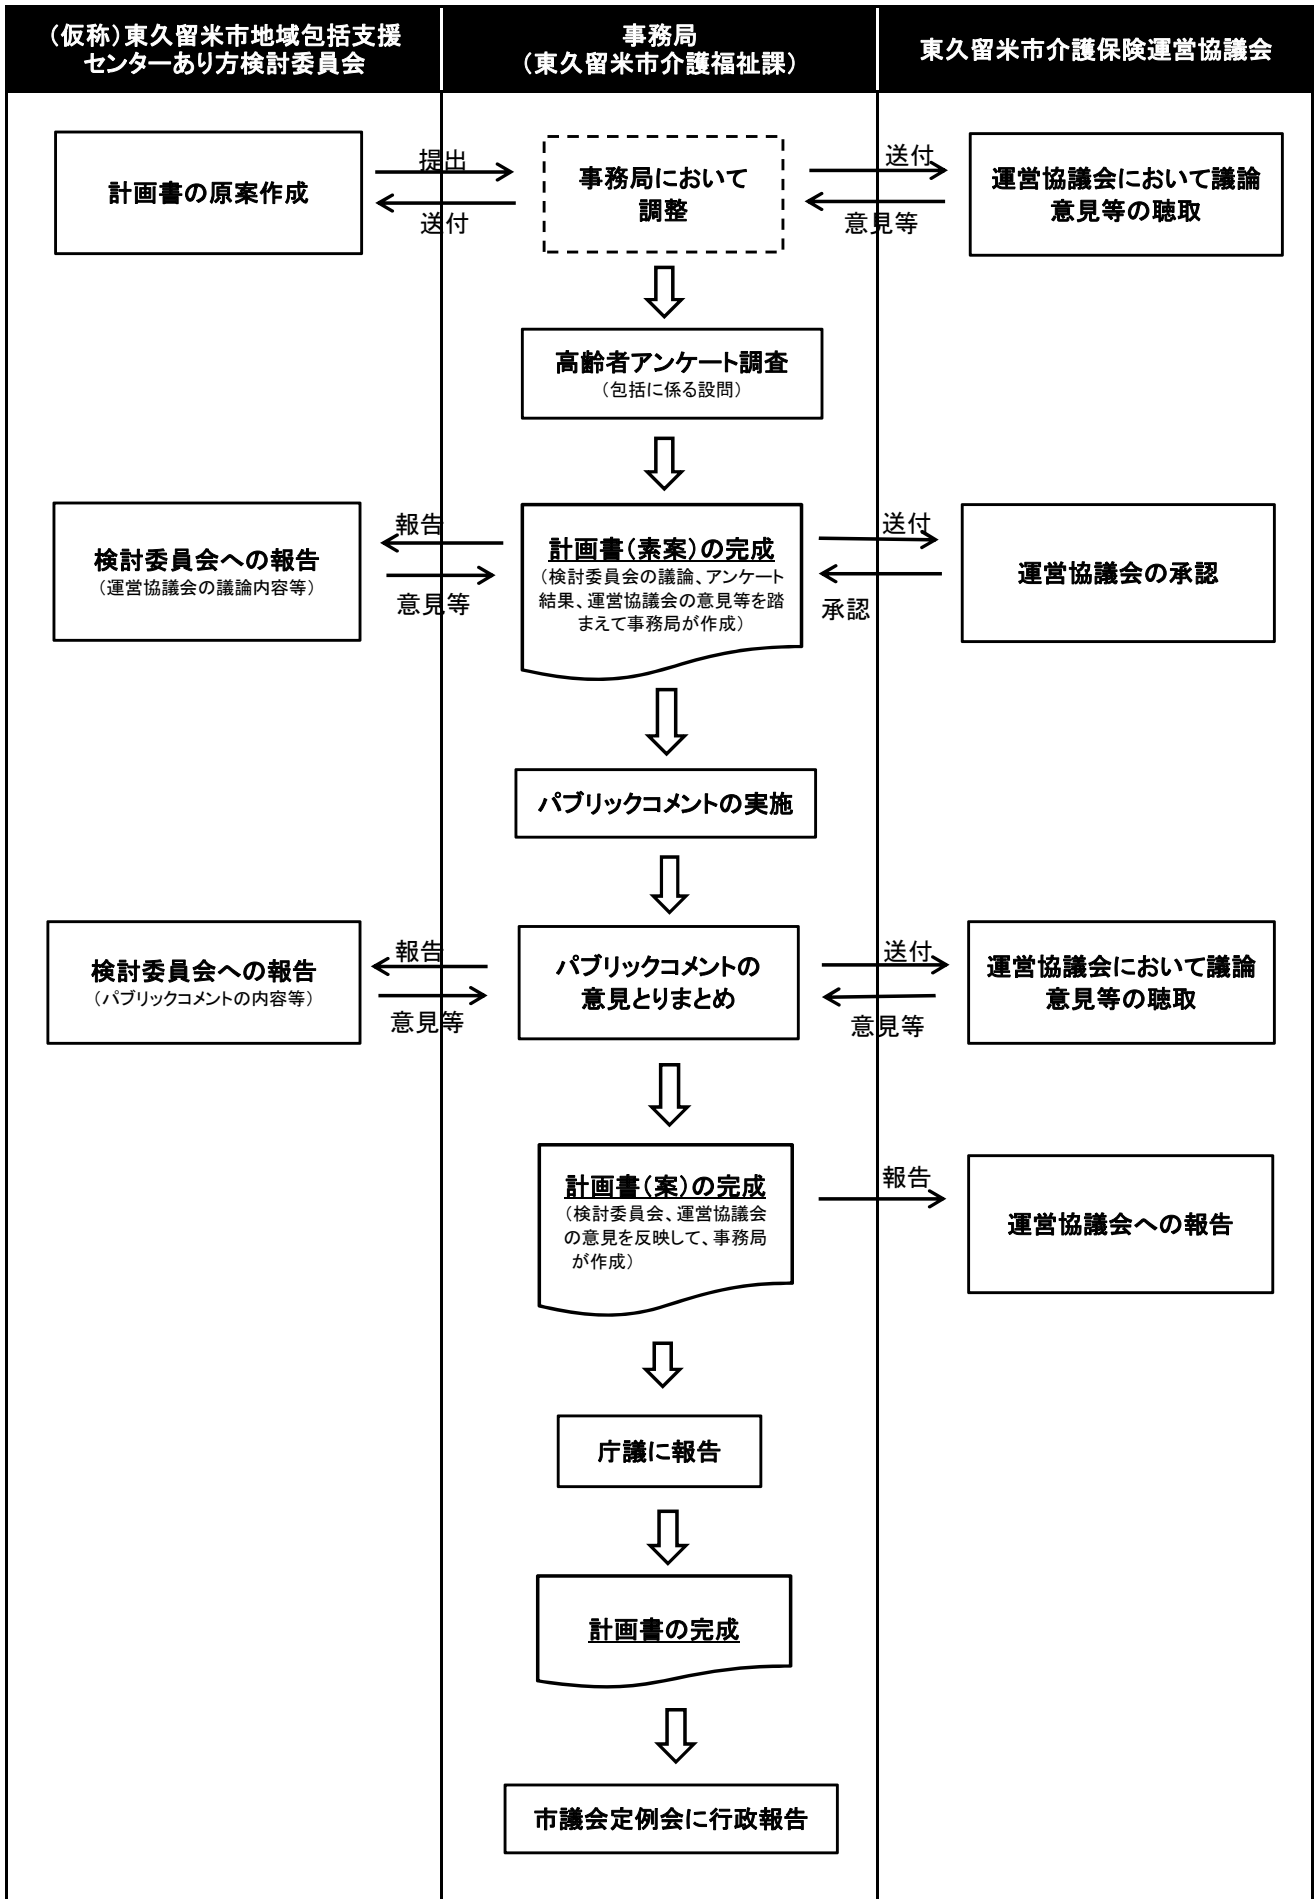 （仮称）東久留米市地域包括支援
センターあり方検討委員会
事務局
（東久留米市介護福祉課）
東久留米市介護保険運営協議会
計画書の原案作成
提出
送付
事務局において
調整
送付
意見等
運営協議会において議論
意見等の聴取
高齢者アンケート調査
（包括に係る設問）
検討委員会への報告
（運営協議会の議論内容等）
報告
意見等
計画書（素案）の完成
（検討委員会の議論、アンケート
結果、運営協議会の意見等を踏
まえて事務局が作成）
送付
承認
運営協議会の承認
パブリックコメントの実施
検討委員会への報告
（パブリックコメントの内容等）
報告
意見等
パブリックコメントの
意見とりまとめ
送付
意見等
運営協議会において議論
意見等の聴取
計画書（案）の完成
（検討委員会、運営協議会
の意見を反映して、事務局
が作成）
報告
運営協議会への報告
庁議に報告
計画書の完成
市議会定例会に行政報告